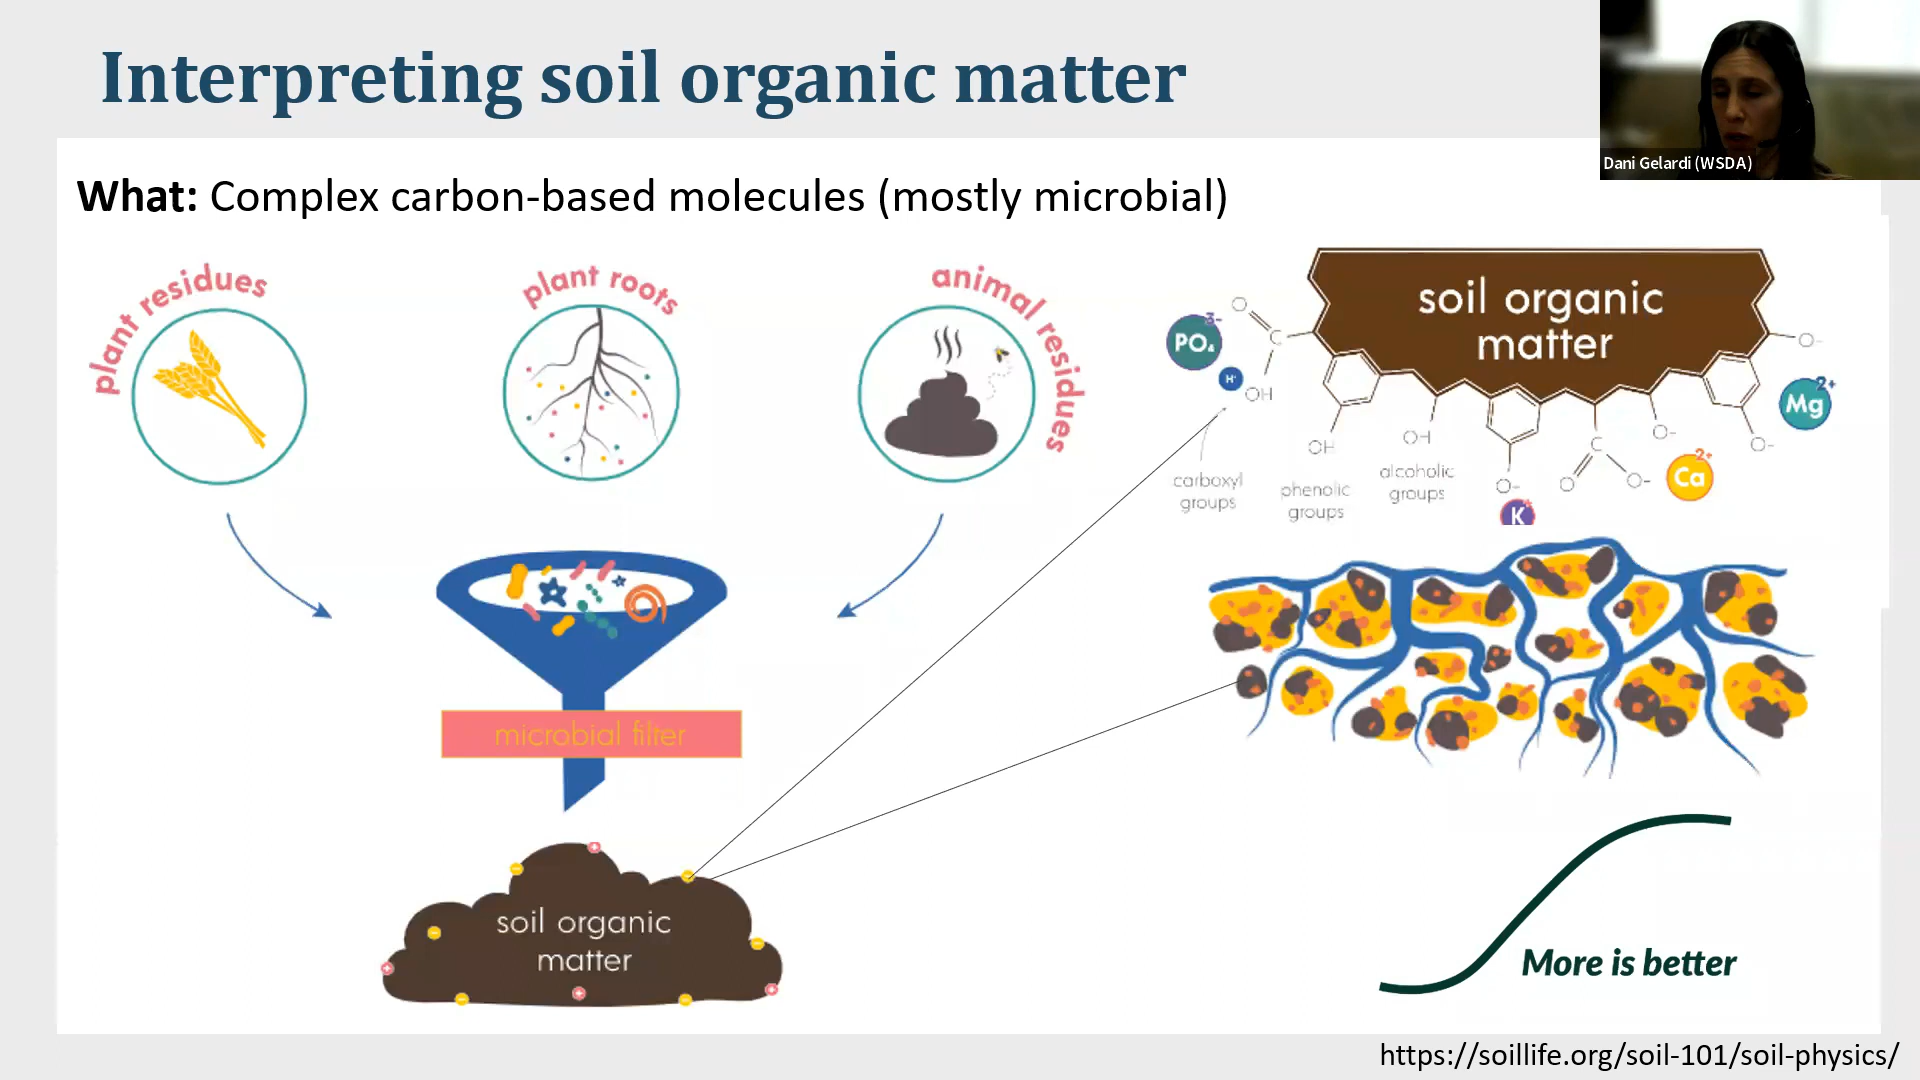 Interpreting soil organic matter
Dani Gelardi (WSDA)
What: Complex carbon-based molecules (mostly microbial)
plant residues
plant roots
animal residues
soil organic
matter
PO₄
3-
H⁺
O
C
OH
OH
OH
O-
O
C
O-
O-
O-
O-
Mg
2+
Ca
2+
K
+
carboxyl
groups
phenolic
groups
alcoholic
groups
microbial filter
soil organic
matter
More is better
https://soillife.org/soil-101/soil-physics/